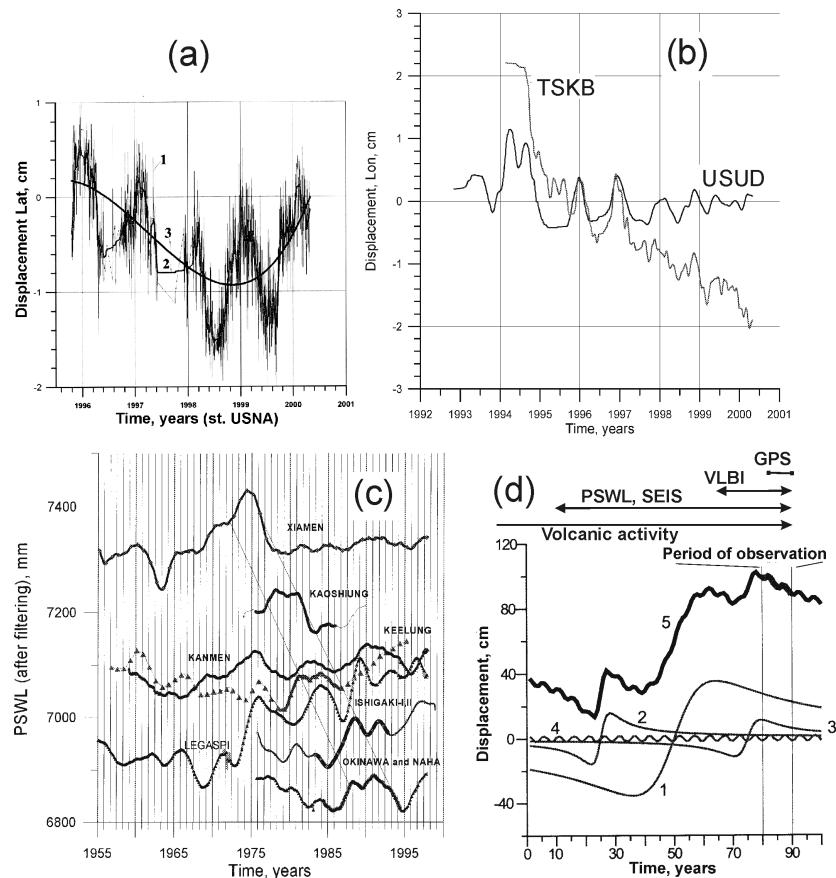 (a)
1
0
-1
-2
Displacement Lat, cm
1
3
2
1996 1997 1998 1999 2000 2001
Time, years (st. USNA)
(b)
3
2
1
0
-1
-2
-3
Displacement, Lon, cm
TSKB
USUD
1992 1993 1994 1995 1996 1997 1998 1999 2000 2001
Time, years
(c)
7400
7200
7000
6800
PSWL (after filtering), mm
XIAMEN
KAOSHIUNG
KEELUNG
KANMEN
ISHIGAKI-I,II
LEGASPI
OKINAWA and NAHA
1955 1965 1975 1985 1995
Time, years
(d)
GPS
VLBI
PSWL, SEIS
Volcanic activity
Period of observation
120
80
40
0
-40
Displacement, cm
5
4
2
3
1
0 10 30 50 70 90
Time, years